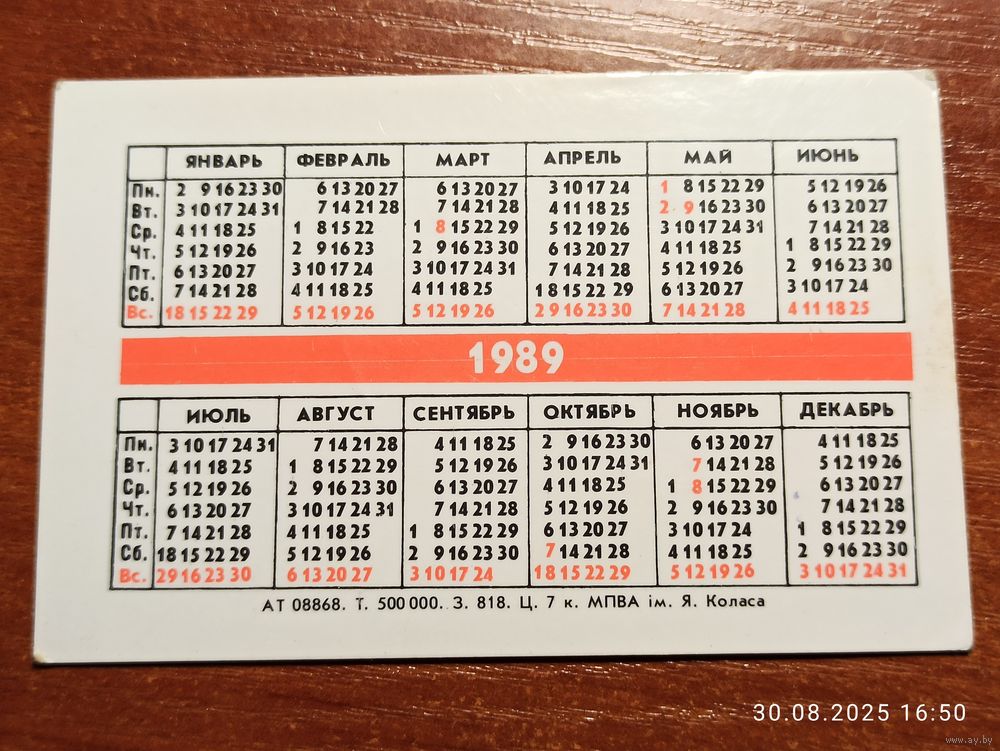 ЯНВАРЬ ФЕВРАЛЬ МАРТ АПРЕЛЬ МАЙ ИЮНЬ
Пн. 2 9 16 23 30 6 13 20 27 6 13 20 27 3 10 17 24 1 8 15 22 29 5 12 19 26
Вт. 3 10 17 24 31 7 14 21 28 7 14 21 28 4 11 18 25 2 9 16 23 30 6 13 20 27
Ср. 4 11 18 25 1 8 15 22 1 8 15 22 29 5 12 19 26 3 10 17 24 31 7 14 21 28
Чт. 5 12 19 26 2 9 16 23 2 9 16 23 30 6 13 20 27 4 11 18 25 1 8 15 22 29
Пт. 6 13 20 27 3 10 17 24 3 10 17 24 31 7 14 21 28 5 12 19 26 2 9 16 23 30
Сб. 7 14 21 28 4 11 18 25 4 11 18 25 1 8 15 22 29 6 13 20 27 3 10 17 24
Вс. 1 8 15 22 29 5 12 19 26 5 12 19 26 2 9 16 23 30 7 14 21 28 4 11 18 25
1989
ИЮЛЬ АВГУСТ СЕНТЯБРЬ ОКТЯБРЬ НОЯБРЬ ДЕКАБРЬ
Пн. 3 10 17 24 31 7 14 21 28 4 11 18 25 2 9 16 23 30 6 13 20 27 4 11 18 25
Вт. 4 11 18 25 1 8 15 22 29 5 12 19 26 3 10 17 24 31 7 14 21 28 5 12 19 26
Ср. 5 12 19 26 2 9 16 23 30 6 13 20 27 4 11 18 25 1 8 15 22 29 6 13 20 27
Чт. 6 13 20 27 3 10 17 24 31 7 14 21 28 5 12 19 26 2 9 16 23 30 7 14 21 28
Пт. 7 14 21 28 4 11 18 25 1 8 15 22 29 6 13 20 27 3 10 17 24 1 8 15 22 29
Сб. 1 8 15 22 29 5 12 19 26 2 9 16 23 30 7 14 21 28 4 11 18 25 2 9 16 23 30
Вс. 2 9 16 23 30 6 13 20 27 3 10 17 24 1 8 15 22 29 5 12 19 26 3 10 17 24 31
АТ 08868. Т. 500 000. З. 818. Ц. 7 к. МПВА ім. Я. Коласа
30.08.2025 16:50
www.ay.by